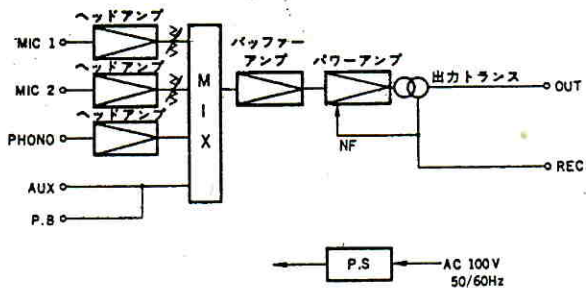 ヘッドアンプ
MIC 1
ヘッドアンプ
MIC 2
ヘッドアンプ
PHONO
AUX
P.B
MIX
バッファー
アンプ
パワーアンプ
出力トランス
OUT
NF
REC
P.S
AC 100V
50/60Hz